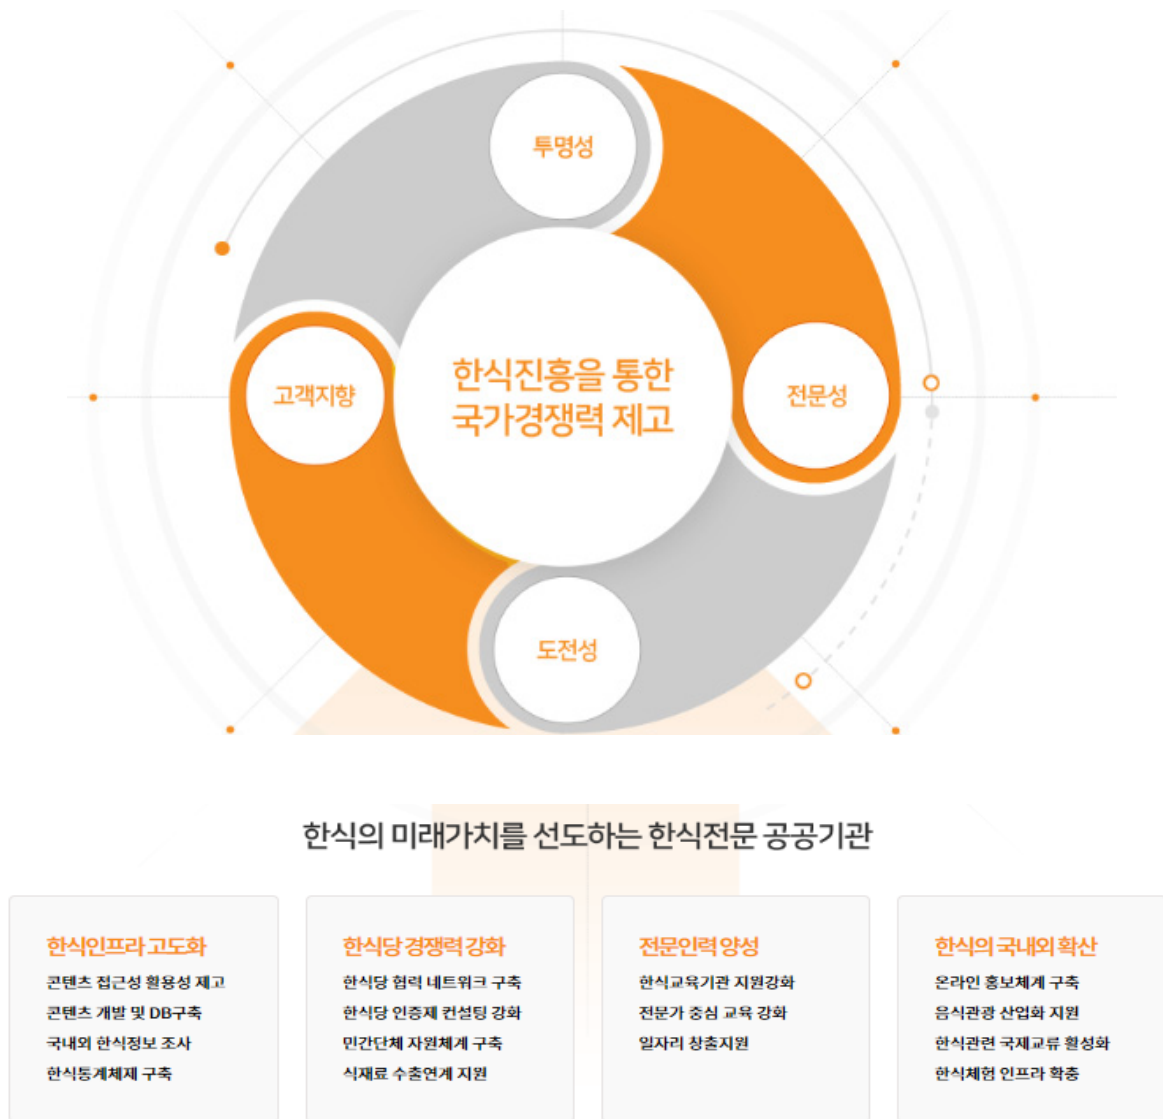 투명성
고객지향
한식진흥을 통한
국가경쟁력 제고
전문성
도전성
한식의 미래가치를 선도하는 한식전문 공공기관
한식인프라 고도화
콘텐츠 접근성 활용성 제고
콘텐츠 개발 및 DB구축
국내외 한식정보 조사
한식통계체제 구축
한식당 경쟁력 강화
한식당 협력 네트워크 구축
한식당 인증제 컨설팅 강화
민간단체 자원체계 구축
식재료 수출연계 지원
전문인력 양성
한식교육기관 지원강화
전문가 중심 교육 강화
일자리 창출지원
한식의 국내외 확산
온라인 홍보체계 구축
음식관광 산업화 지원
한식관련 국제교류 활성화
한식체험 인프라 확충